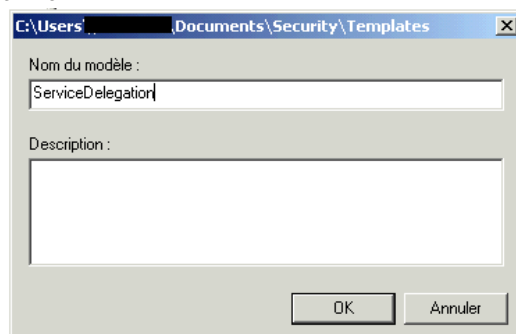 C:\Users\ \Documents\Security\Templates
Nom du modèle :
ServiceDelegation
Description :
OK
Annuler